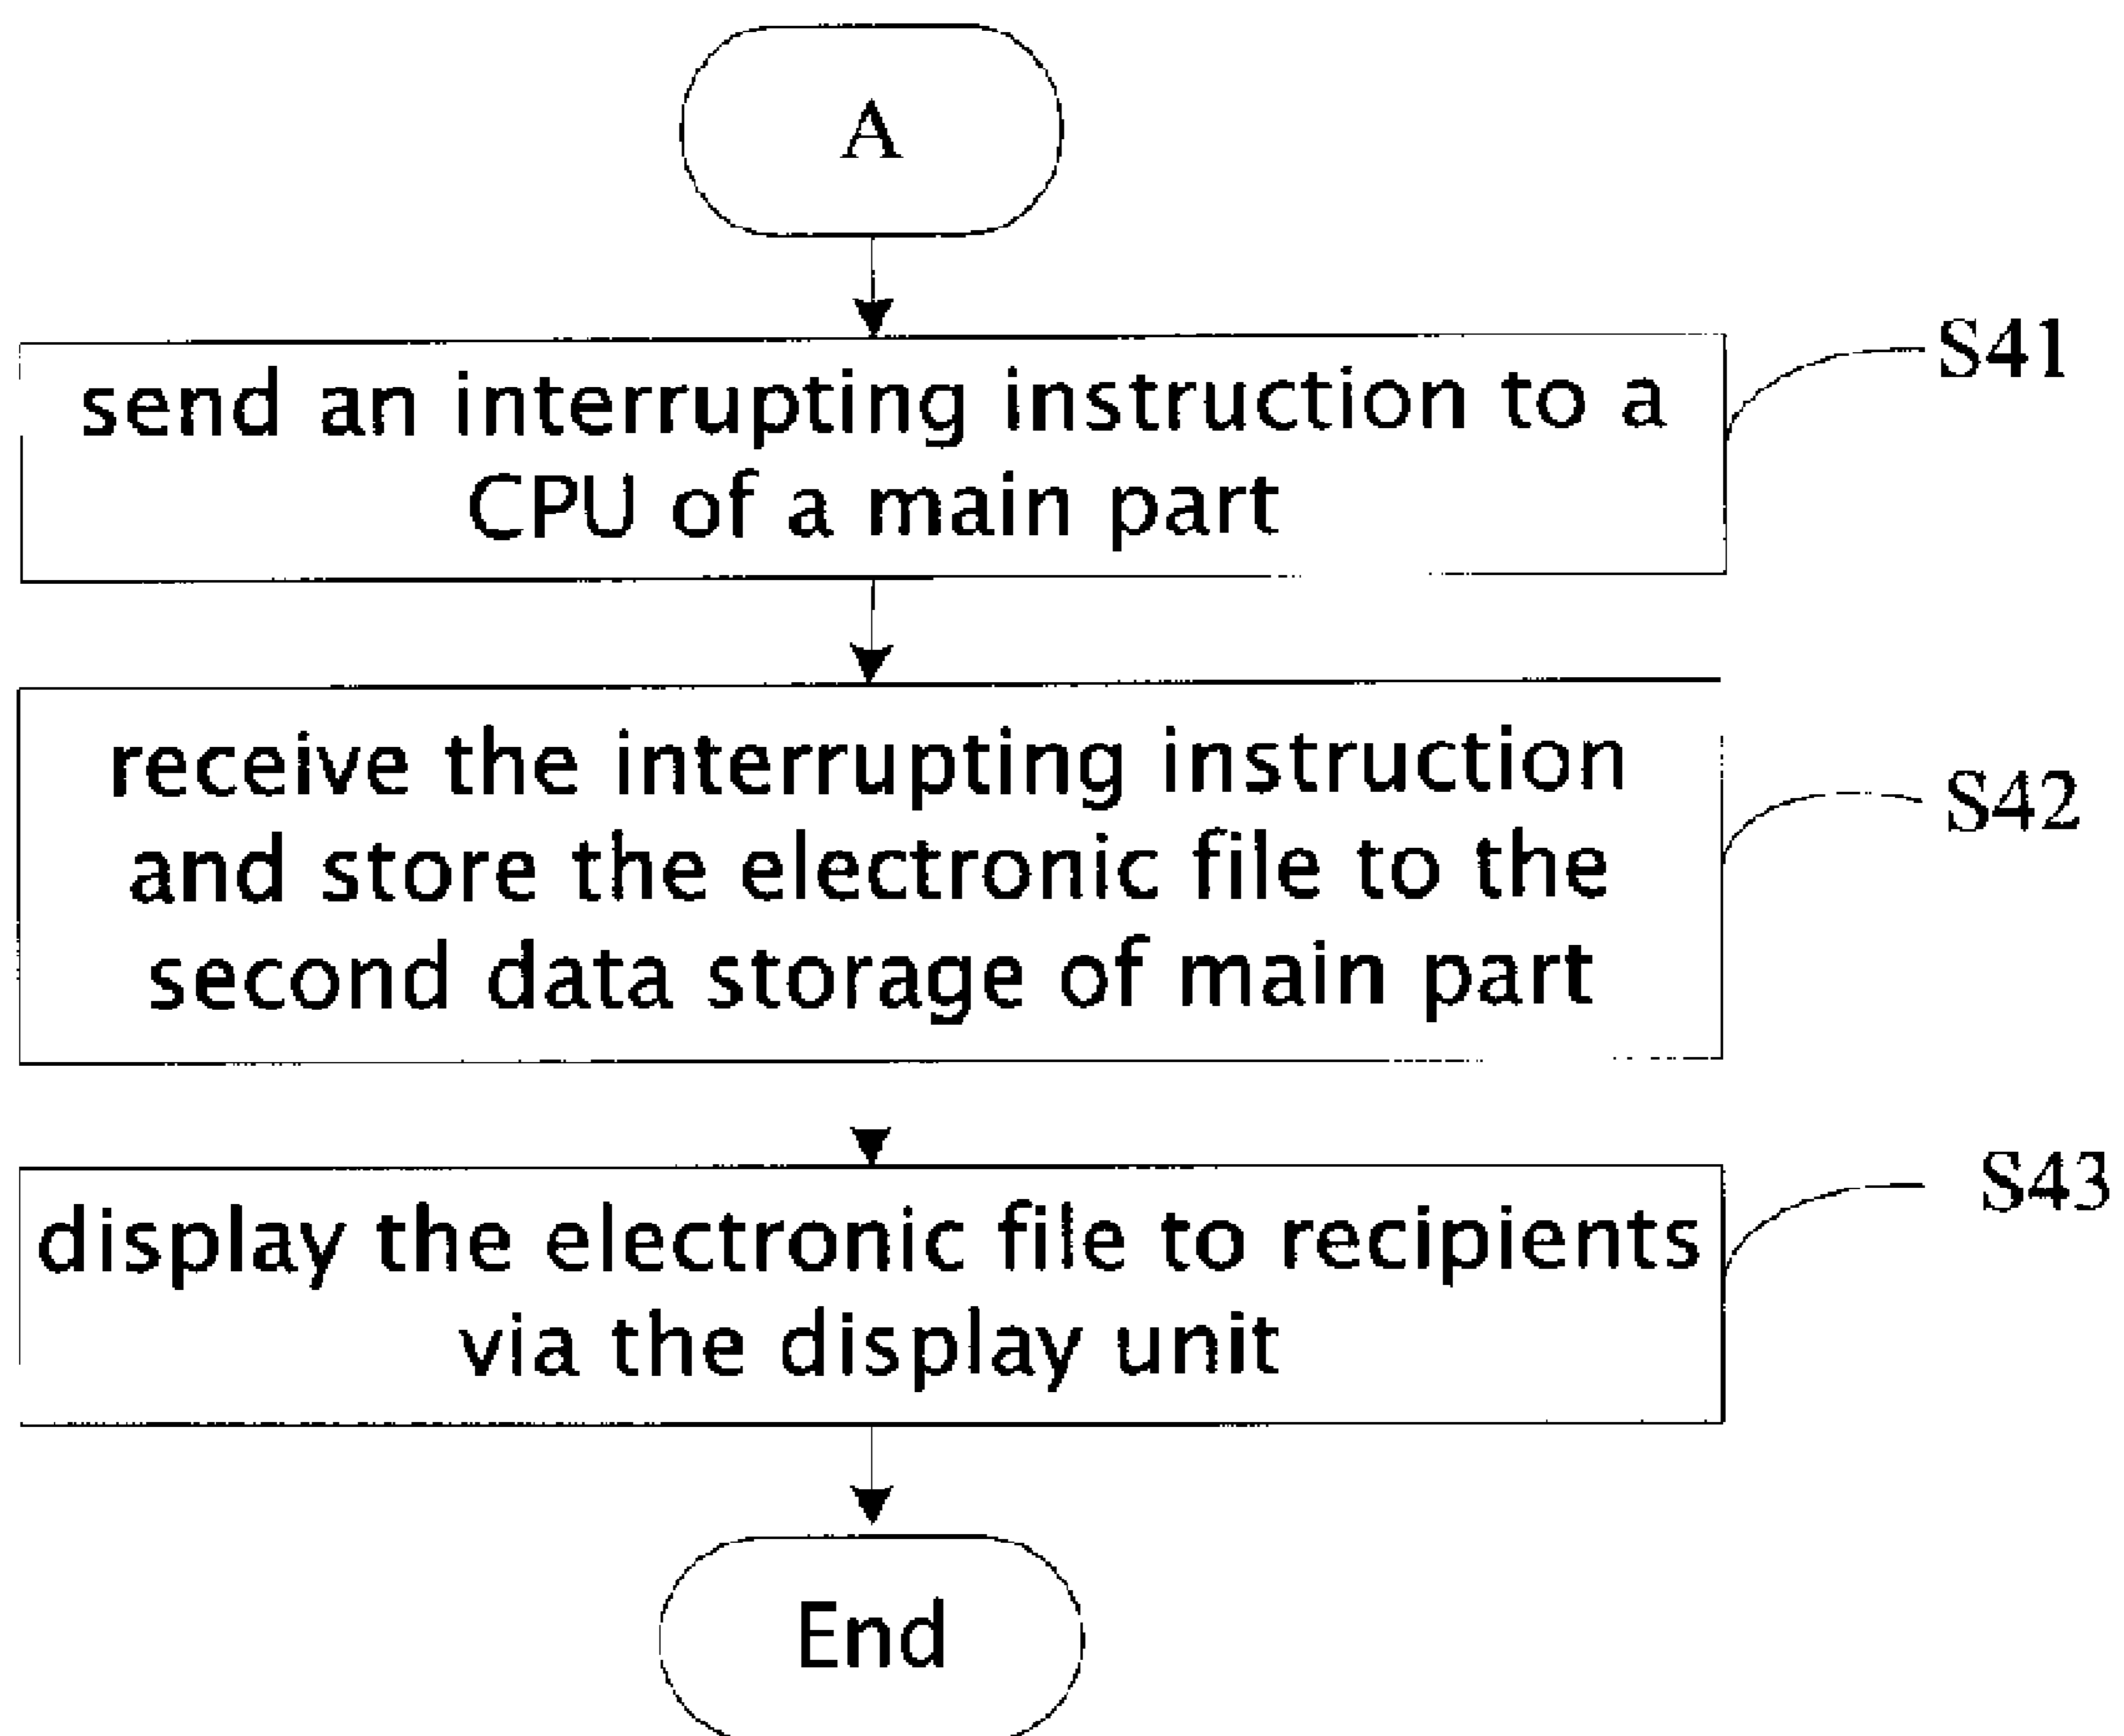 A
send an interrupting instruction to a
CPU of a main part
S41
receive the interrupting instruction
and store the electronic file to the
second data storage of main part
S42
display the electronic file to recipients
via the display unit
S43
End